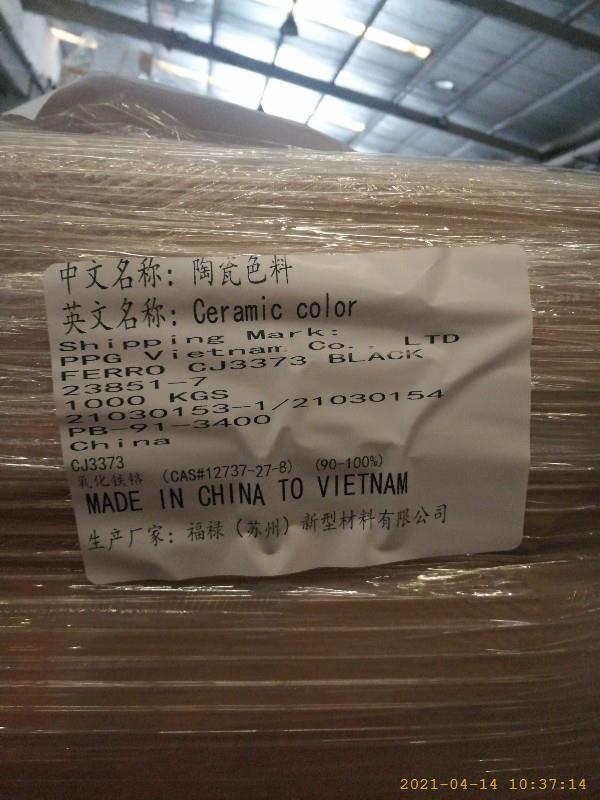 中文名称：陶瓷色料
英文名称：Ceramic color
Shipping Mark:
PPG Vietnam Co., LTD
FERRO CJ3373 BLACK
23851-7
1000 KGS
21030153-1/21030154
PB-91-3400
China
CJ3373
氧化铁铬 (CAS#12737-27-8) (90-100%)
MADE IN CHINA TO VIETNAM
生产厂家：福禄（苏州）新型材料有限公司
2021-04-14 10:37:14